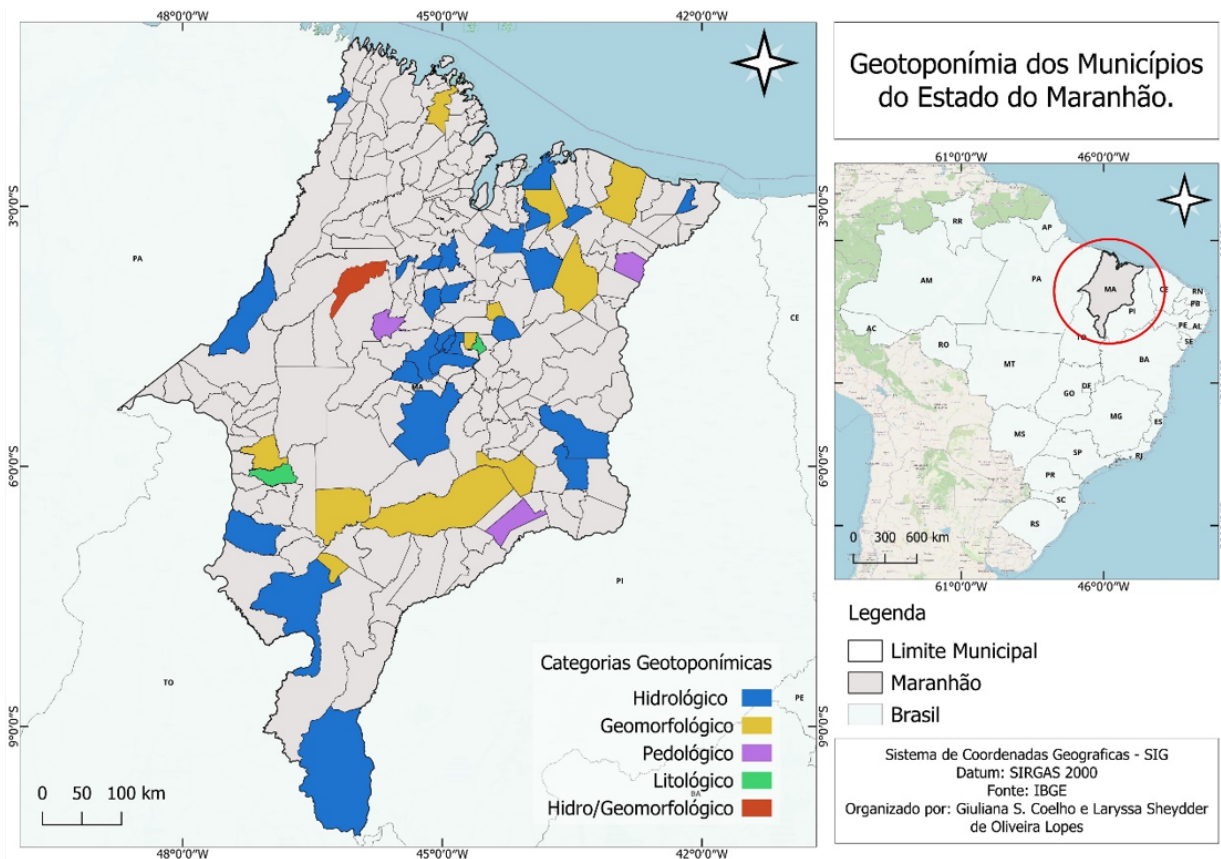 48°0'0"W
45°0'0"W
42°0'0"W
3°0'0"S
6°0'0"S
9°0'0"S
3°0'0"S
6°0'0"S
9°0'0"S
PA
CE
MA
PI
TO
PE
BA
Categorias Geotoponímicas
Hidrológico
Geomorfológico
Pedológico
Litológico
Hidro/Geomorfológico
0 50 100 km
48°0'0"W
45°0'0"W
42°0'0"W
Geotoponímia dos Municípios
do Estado do Maranhão.
61°0'0"W
46°0'0"W
RR
AP
AM
PA
MA
CE
RN
PB
PI
PE
AL
SE
AC
TO
RO
BA
MT
DF
GO
MG
ES
MS
SP
RJ
PR
SC
RS
0 300 600 km
61°0'0"W
46°0'0"W
Legenda
Limite Municipal
Maranhão
Brasil
Sistema de Coordenadas Geograficas - SIG
Datum: SIRGAS 2000
Fonte: IBGE
Organizado por: Giuliana S. Coelho e Laryssa Sheydder
de Oliveira Lopes